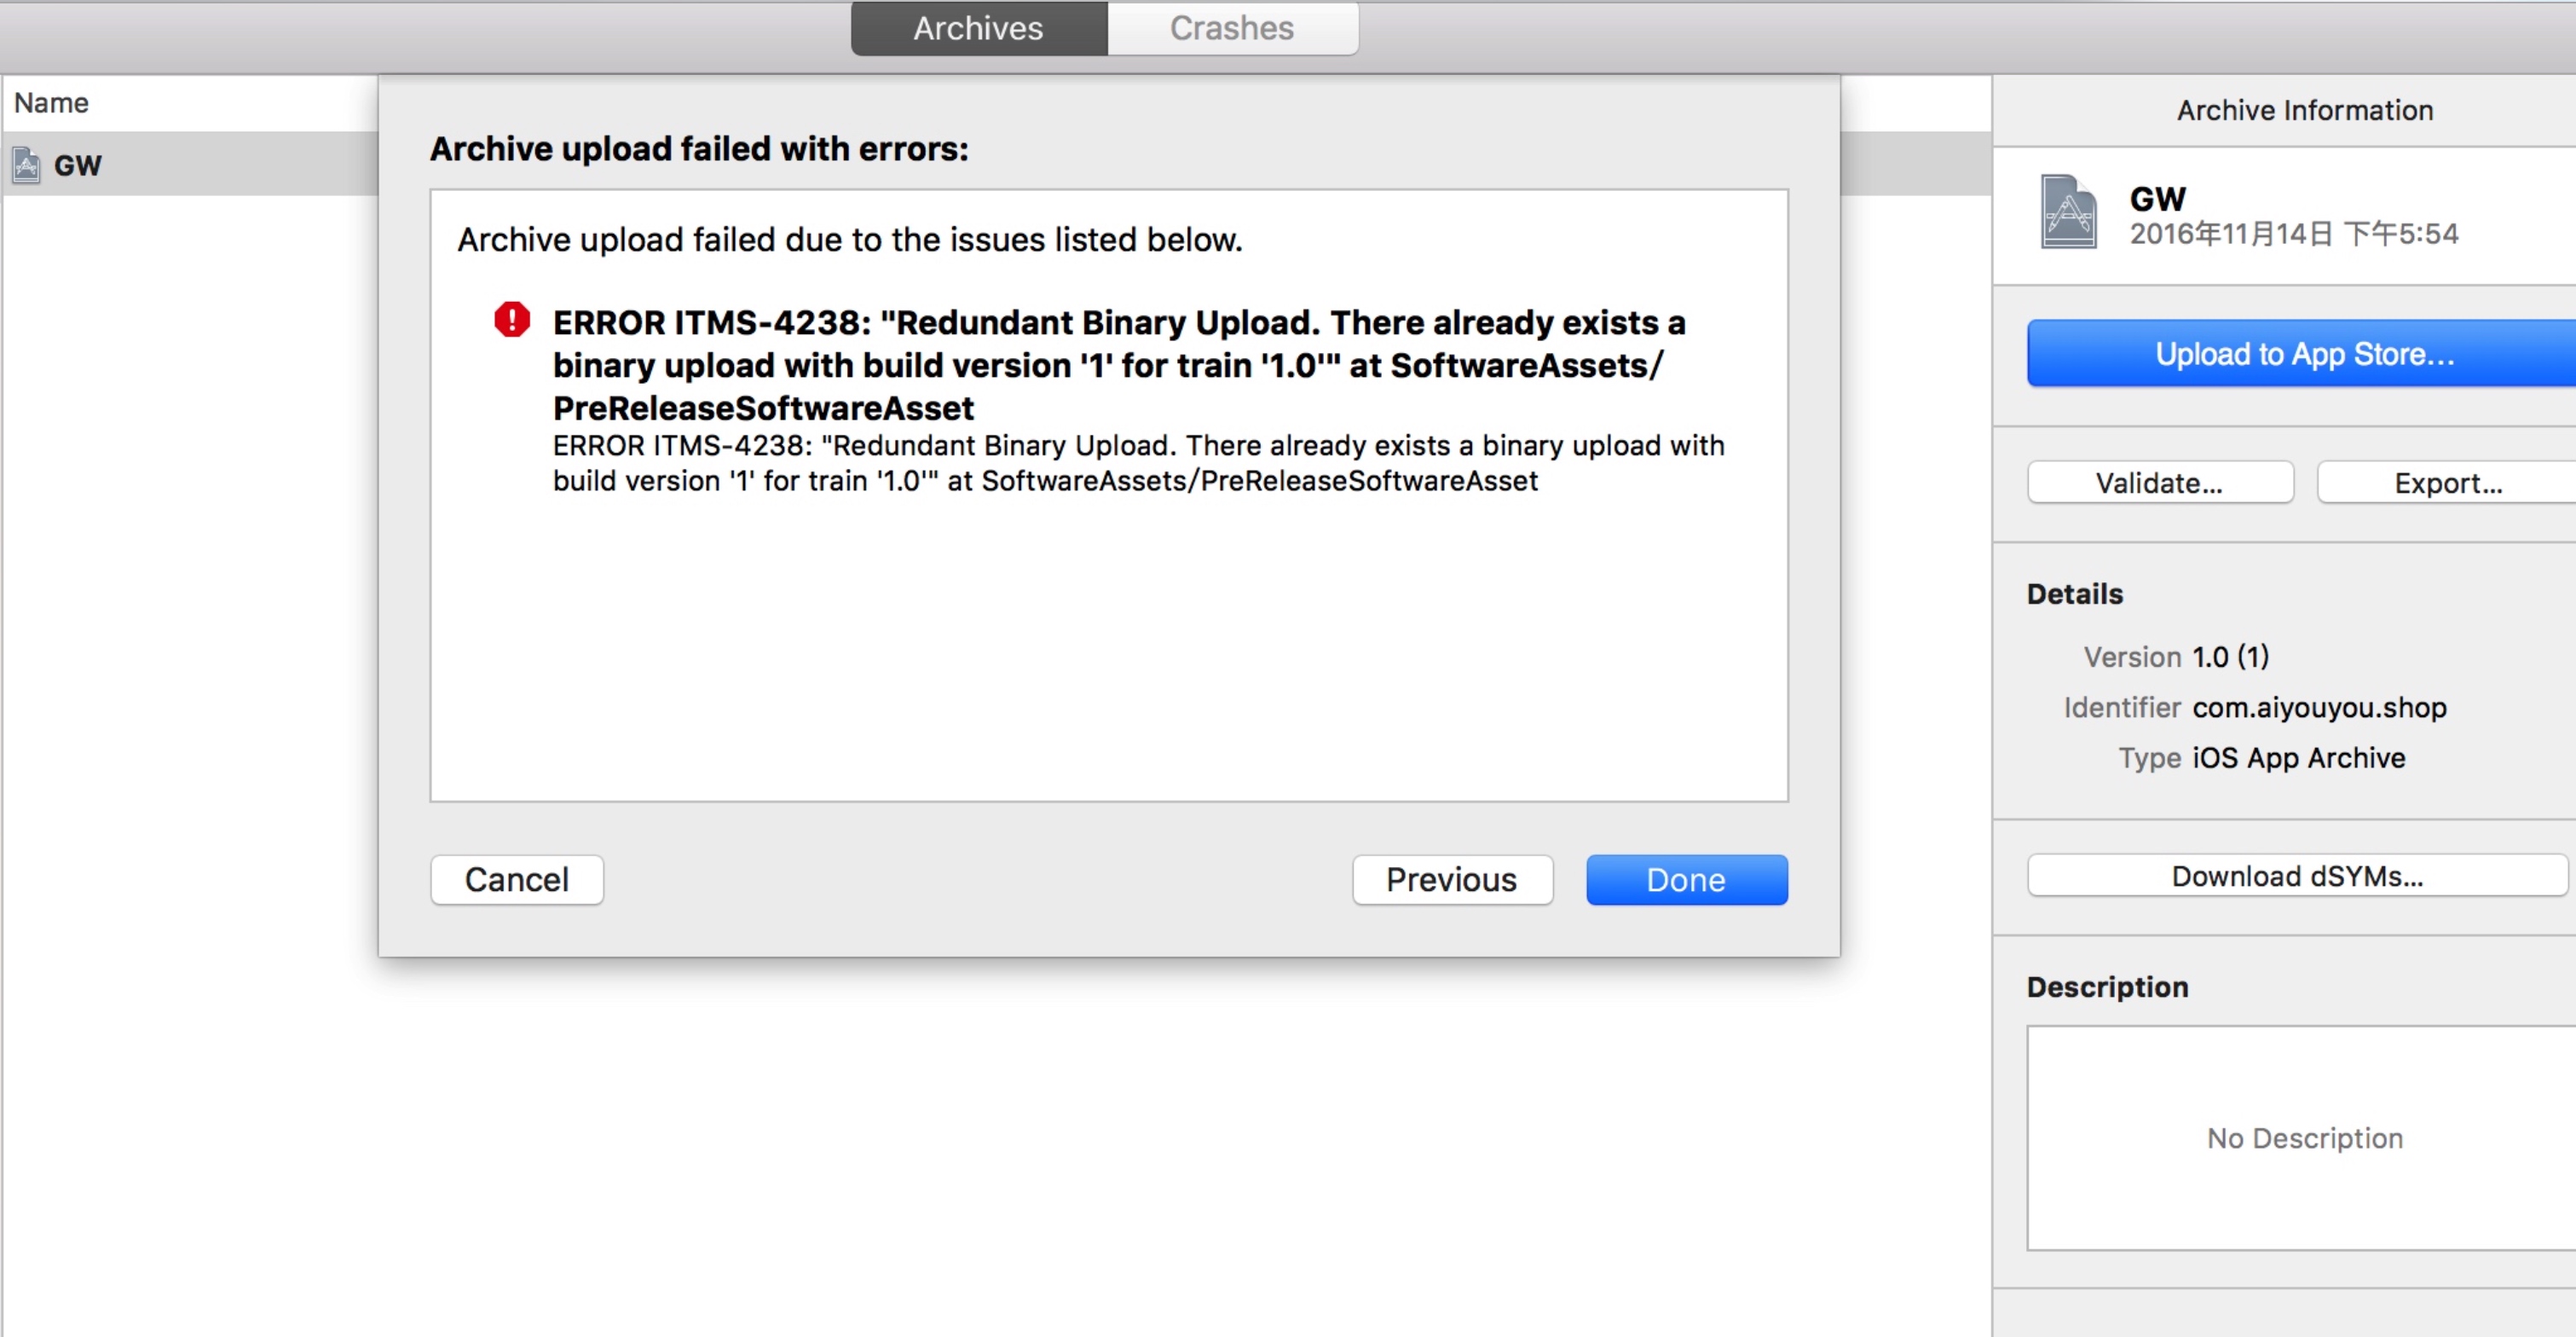 Archives
Crashes
Name
GW
Archive upload failed with errors:
Archive upload failed due to the issues listed below.
ERROR ITMS-4238: "Redundant Binary Upload. There already exists a
binary upload with build version '1' for train '1.0'" at SoftwareAssets/
PreReleaseSoftwareAsset
ERROR ITMS-4238: "Redundant Binary Upload. There already exists a binary upload with
build version '1' for train '1.0'" at SoftwareAssets/PreReleaseSoftwareAsset
Cancel
Previous
Done
Archive Information
GW
2016年11月14日 下午5:54
Upload to App Store...
Validate...
Export...
Details
Version 1.0 (1)
Identifier com.aiyouyou.shop
Type iOS App Archive
Download dSYMs...
Description
No Description